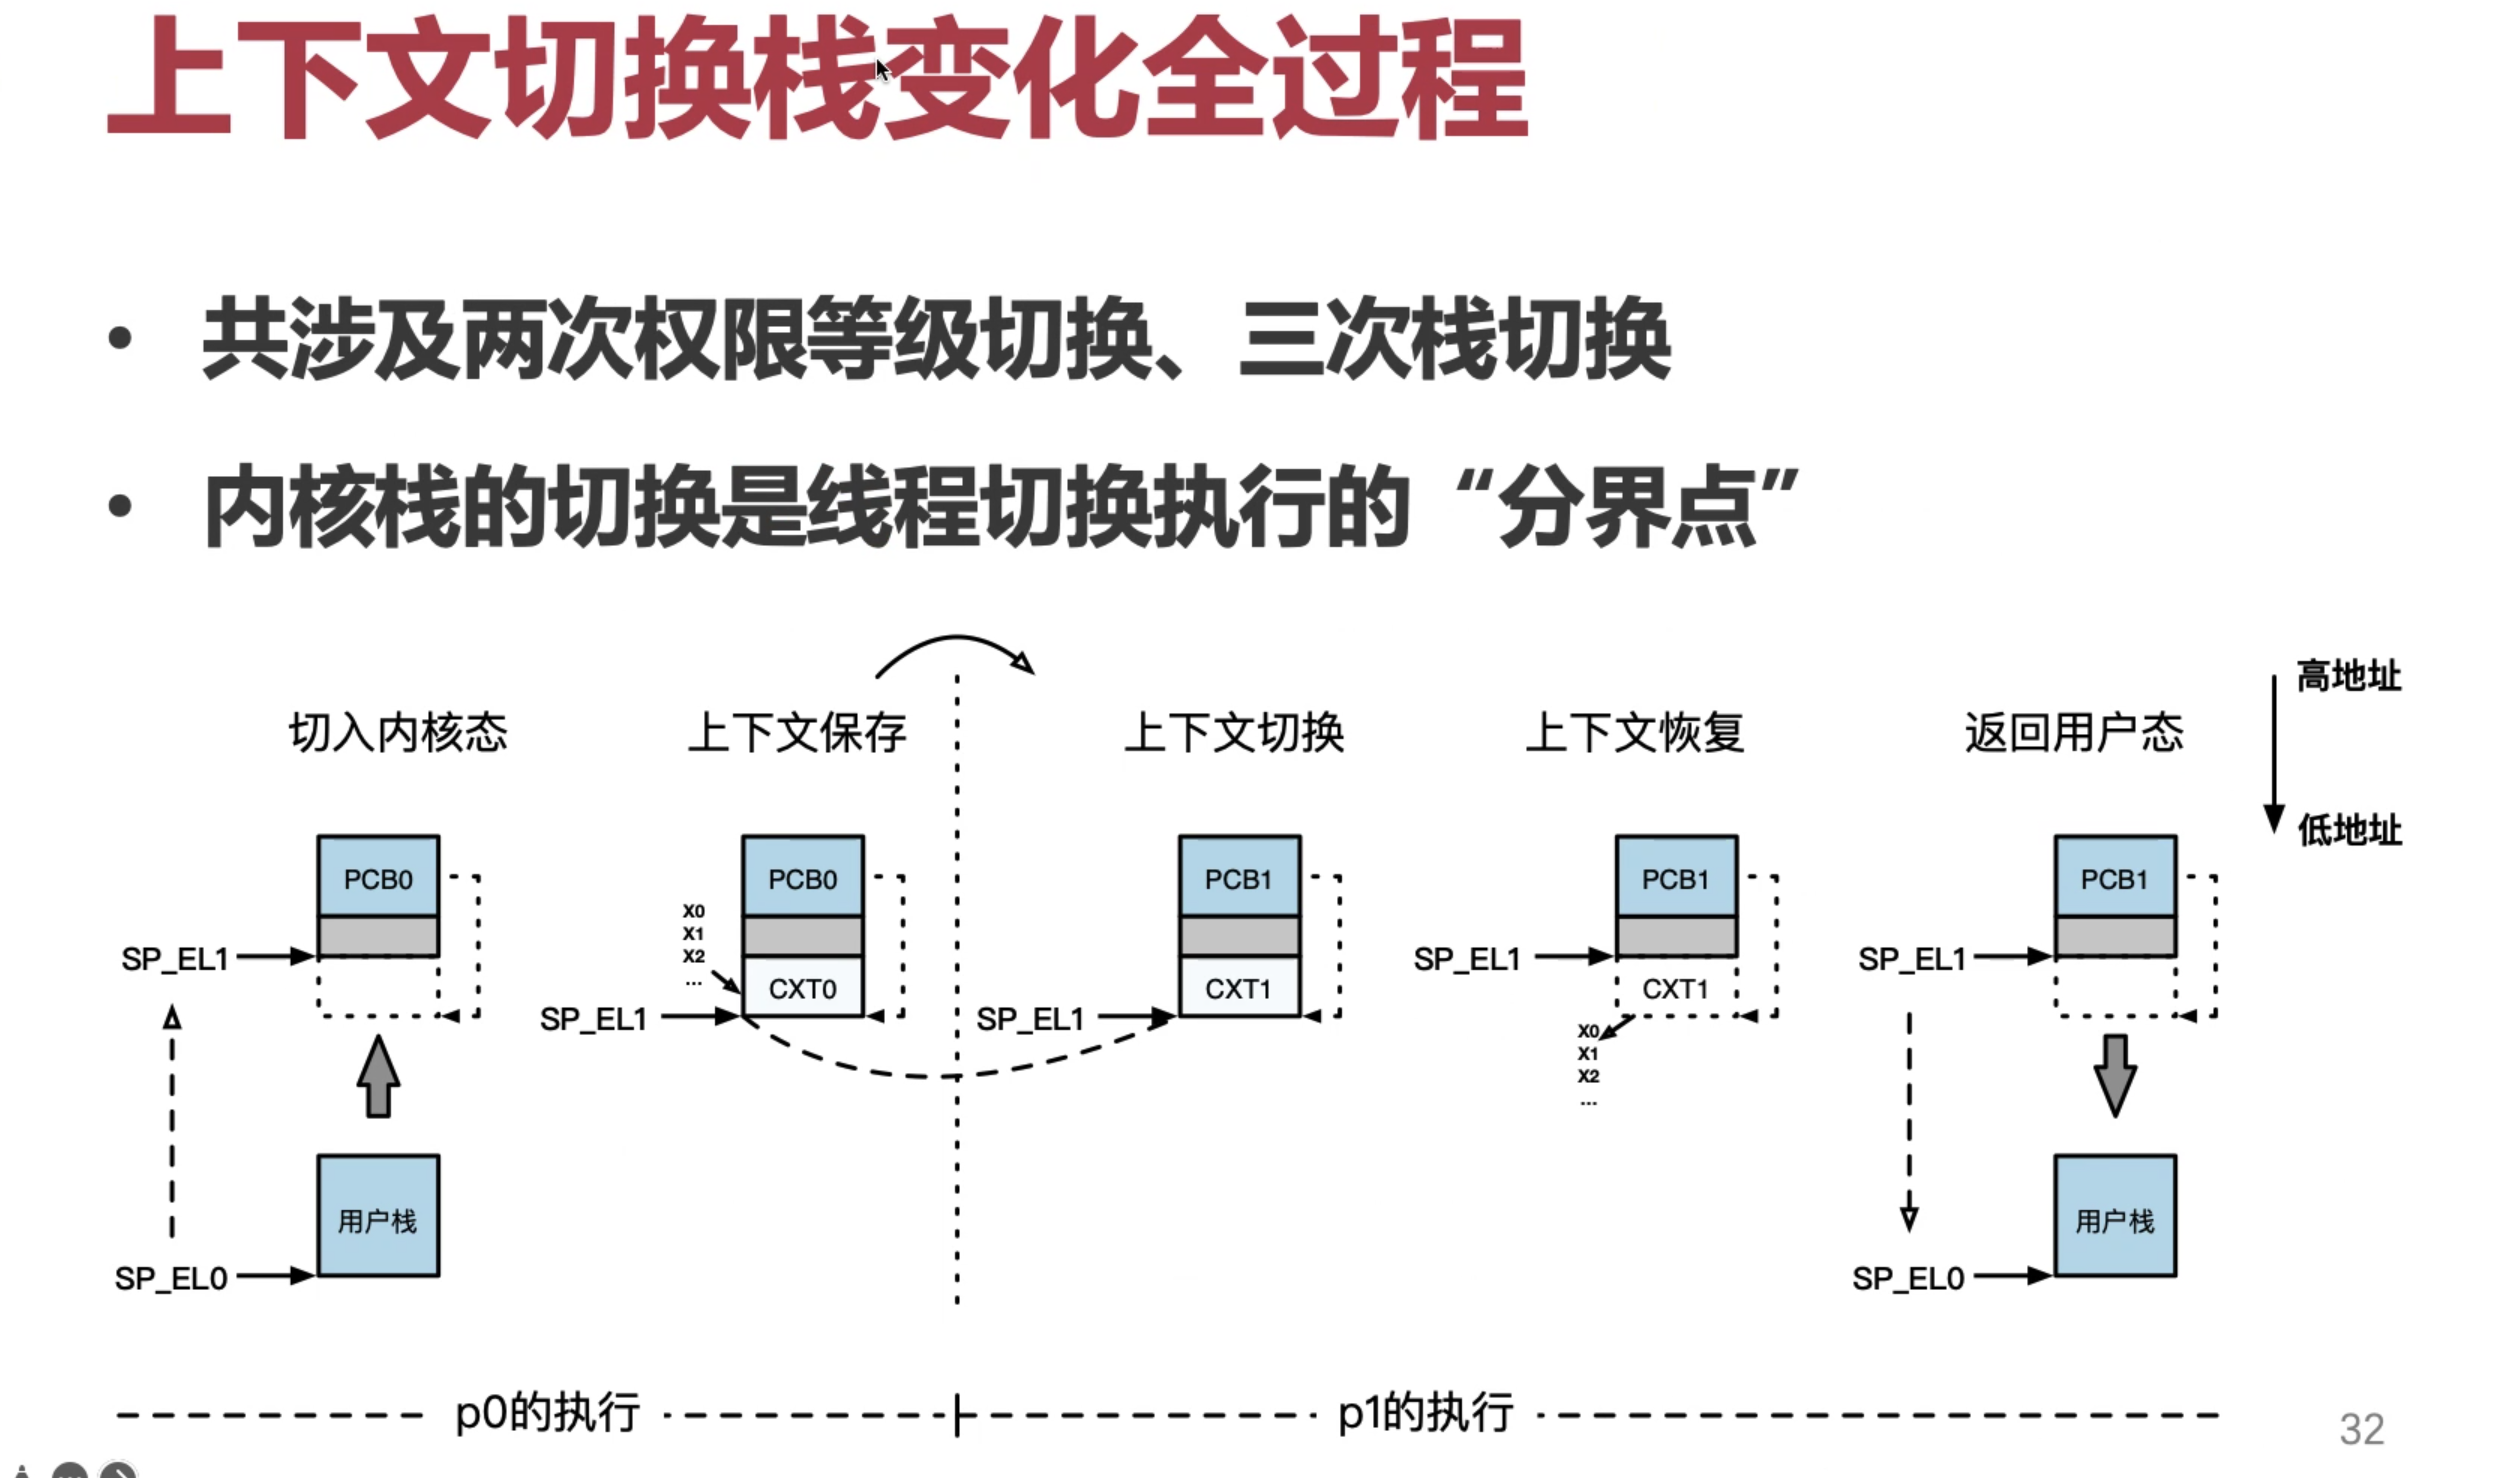 上下文切换栈变化全过程
• 共涉及两次权限等级切换、三次栈切换
• 内核栈的切换是线程切换执行的“分界点”
高地址
低地址
切入内核态
上下文保存
上下文切换
上下文恢复
返回用户态
PCB0
SP_EL1
用户栈
SP_EL0
PCB0
X0
X1
X2
...
CXT0
SP_EL1
PCB1
CXT1
SP_EL1
PCB1
SP_EL1
CXT1
X0
X1
X2
...
PCB1
SP_EL1
用户栈
SP_EL0
p0的执行
p1的执行
32